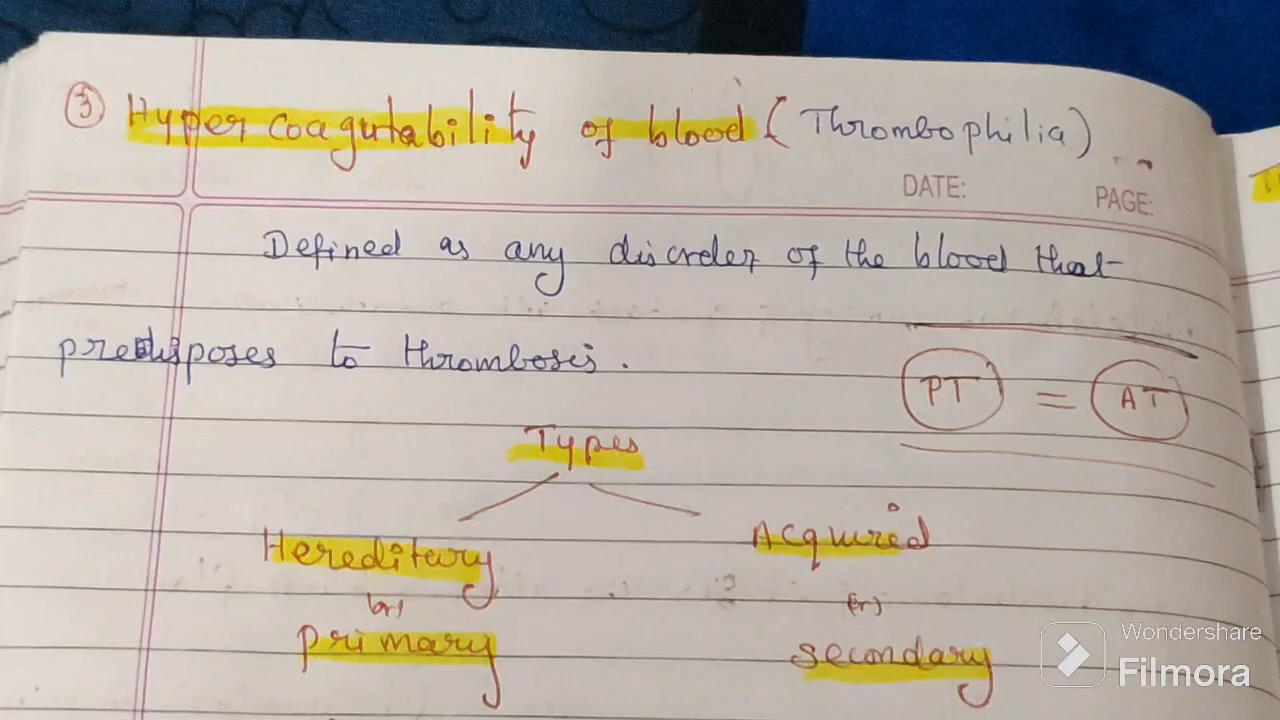 ③ Hyper coagulability of blood (Thrombophilia)
DATE: PAGE:
Defined as any disorder of the blood that
predisposes to thrombosis.
PT = AT
Types
Hereditary Acquired
(or) (or)
primary secondary
Wondershare
Filmora